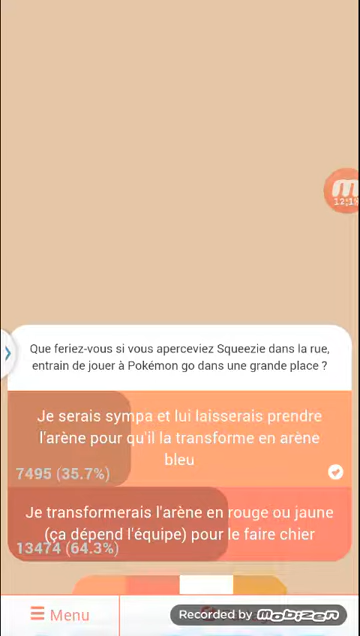 12:19
Que feriez-vous si vous aperceviez Squeezie dans la rue,
entrain de jouer à Pokémon go dans une grande place ?
Je serais sympa et lui laisserais prendre
l'arène pour qu'il la transforme en arène
bleu
7495 (35.7%)
Je transformerais l'arène en rouge ou jaune
(ça dépend l'équipe) pour le faire chier
13474 (64.3%)
Menu
Recorded by mobizen